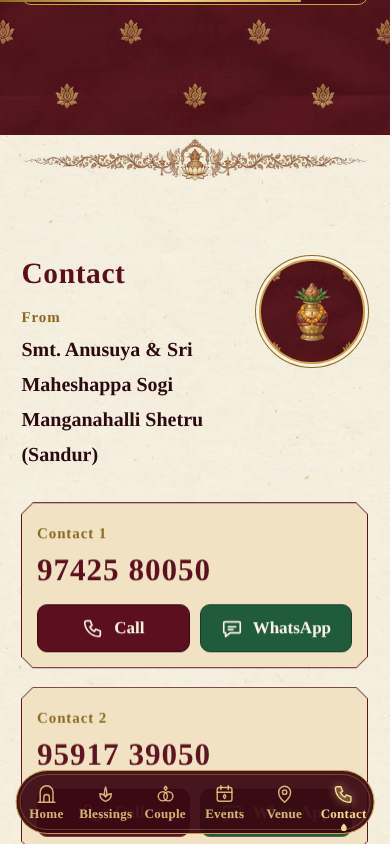 Contact
From
Smt. Anusuya & Sri
Maheshappa Sogi
Manganahalli Shetru
(Sandur)
Contact 1
97425 80050
Call
WhatsApp
Contact 2
95917 39050
Home
Blessings
Couple
Events
Venue
Contact